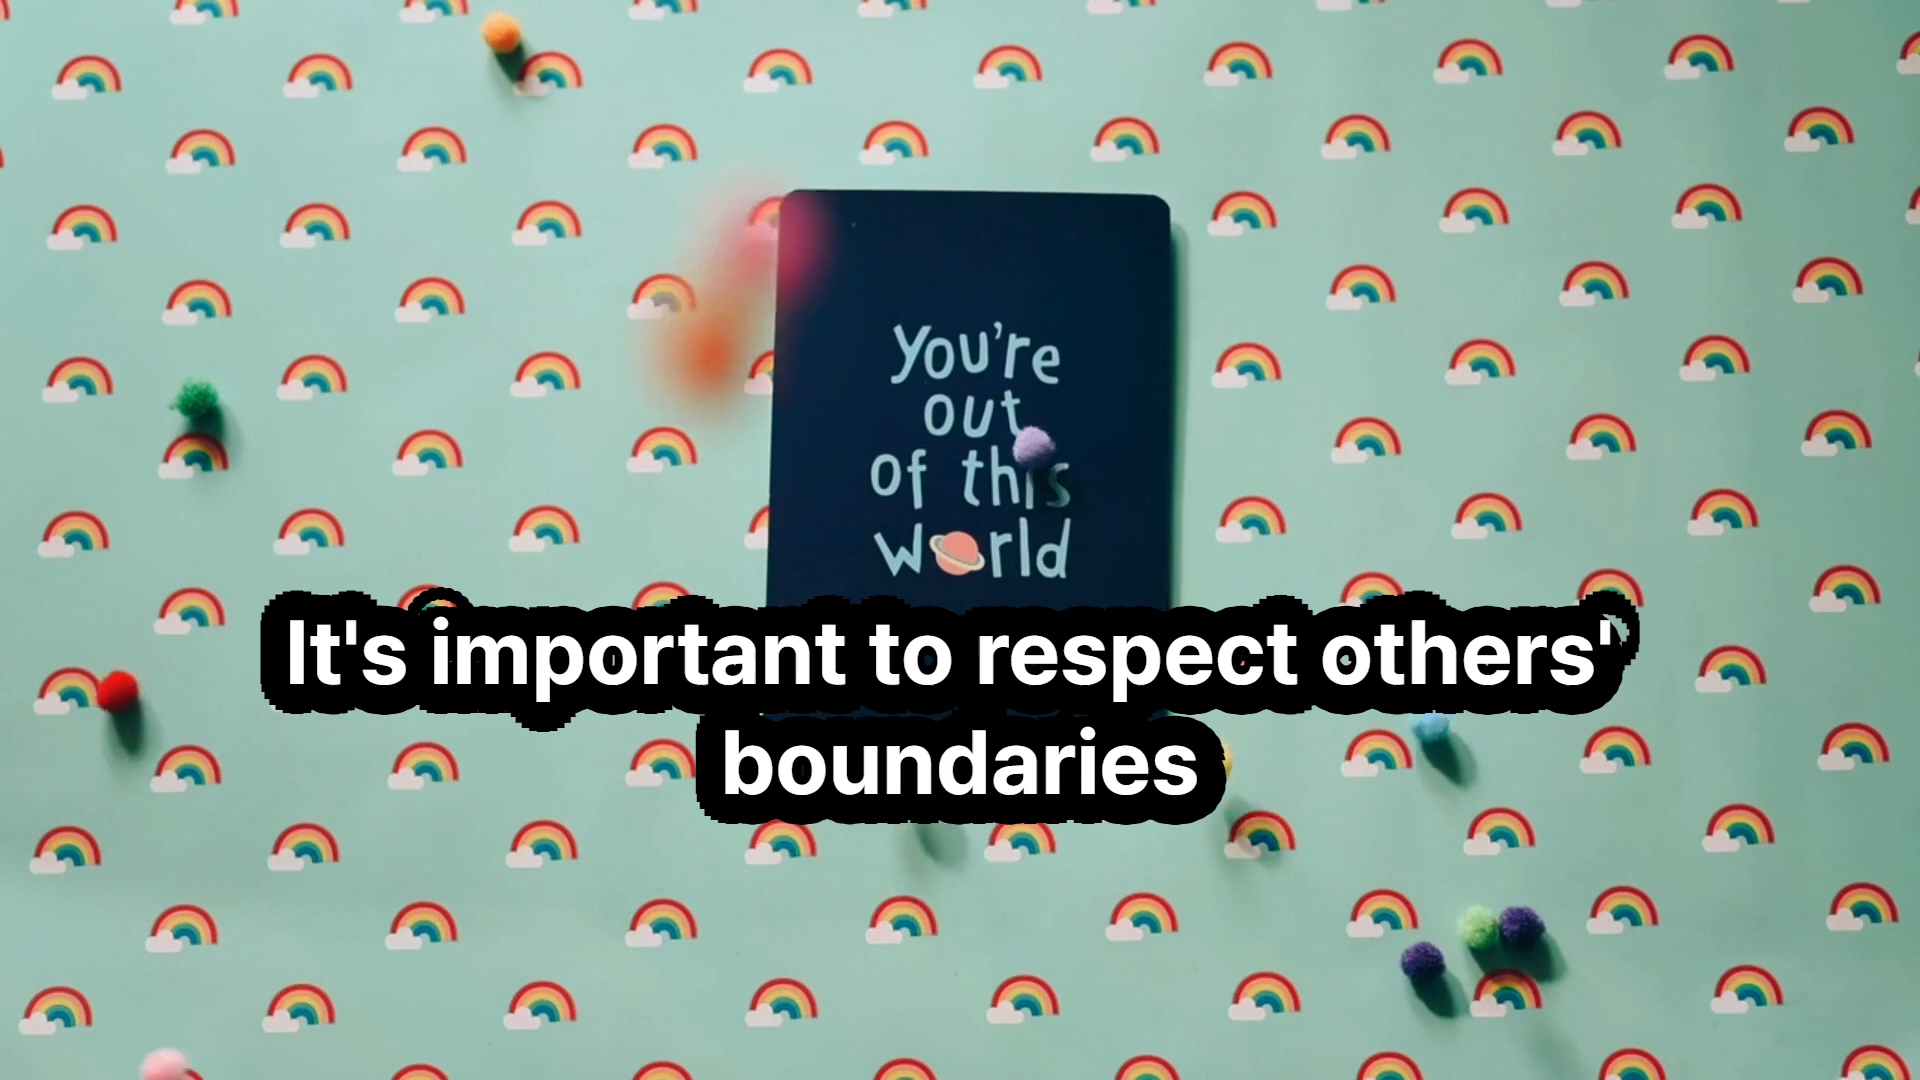 you're
out
of this
world
It's important to respect others'
boundaries